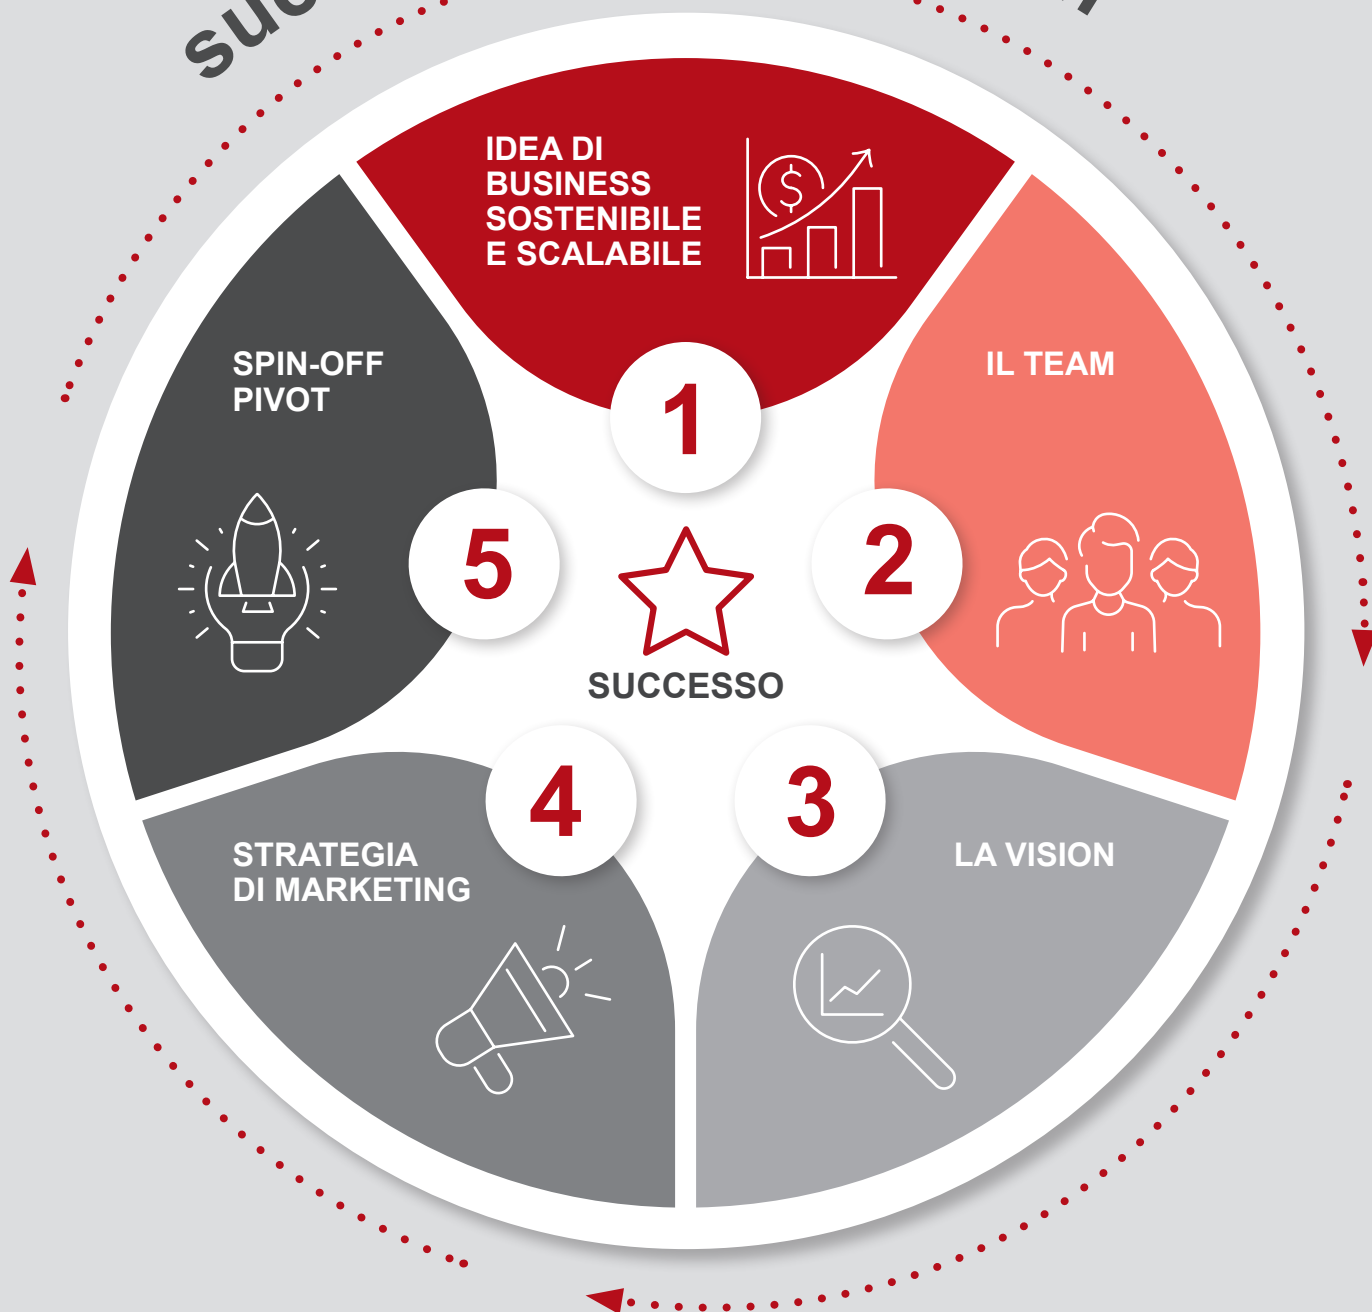 IDEA DI
BUSINESS
SOSTENIBILE
E SCALABILE
1
IL TEAM
2
LA VISION
3
STRATEGIA
DI MARKETING
4
SPIN-OFF
PIVOT
5
SUCCESSO